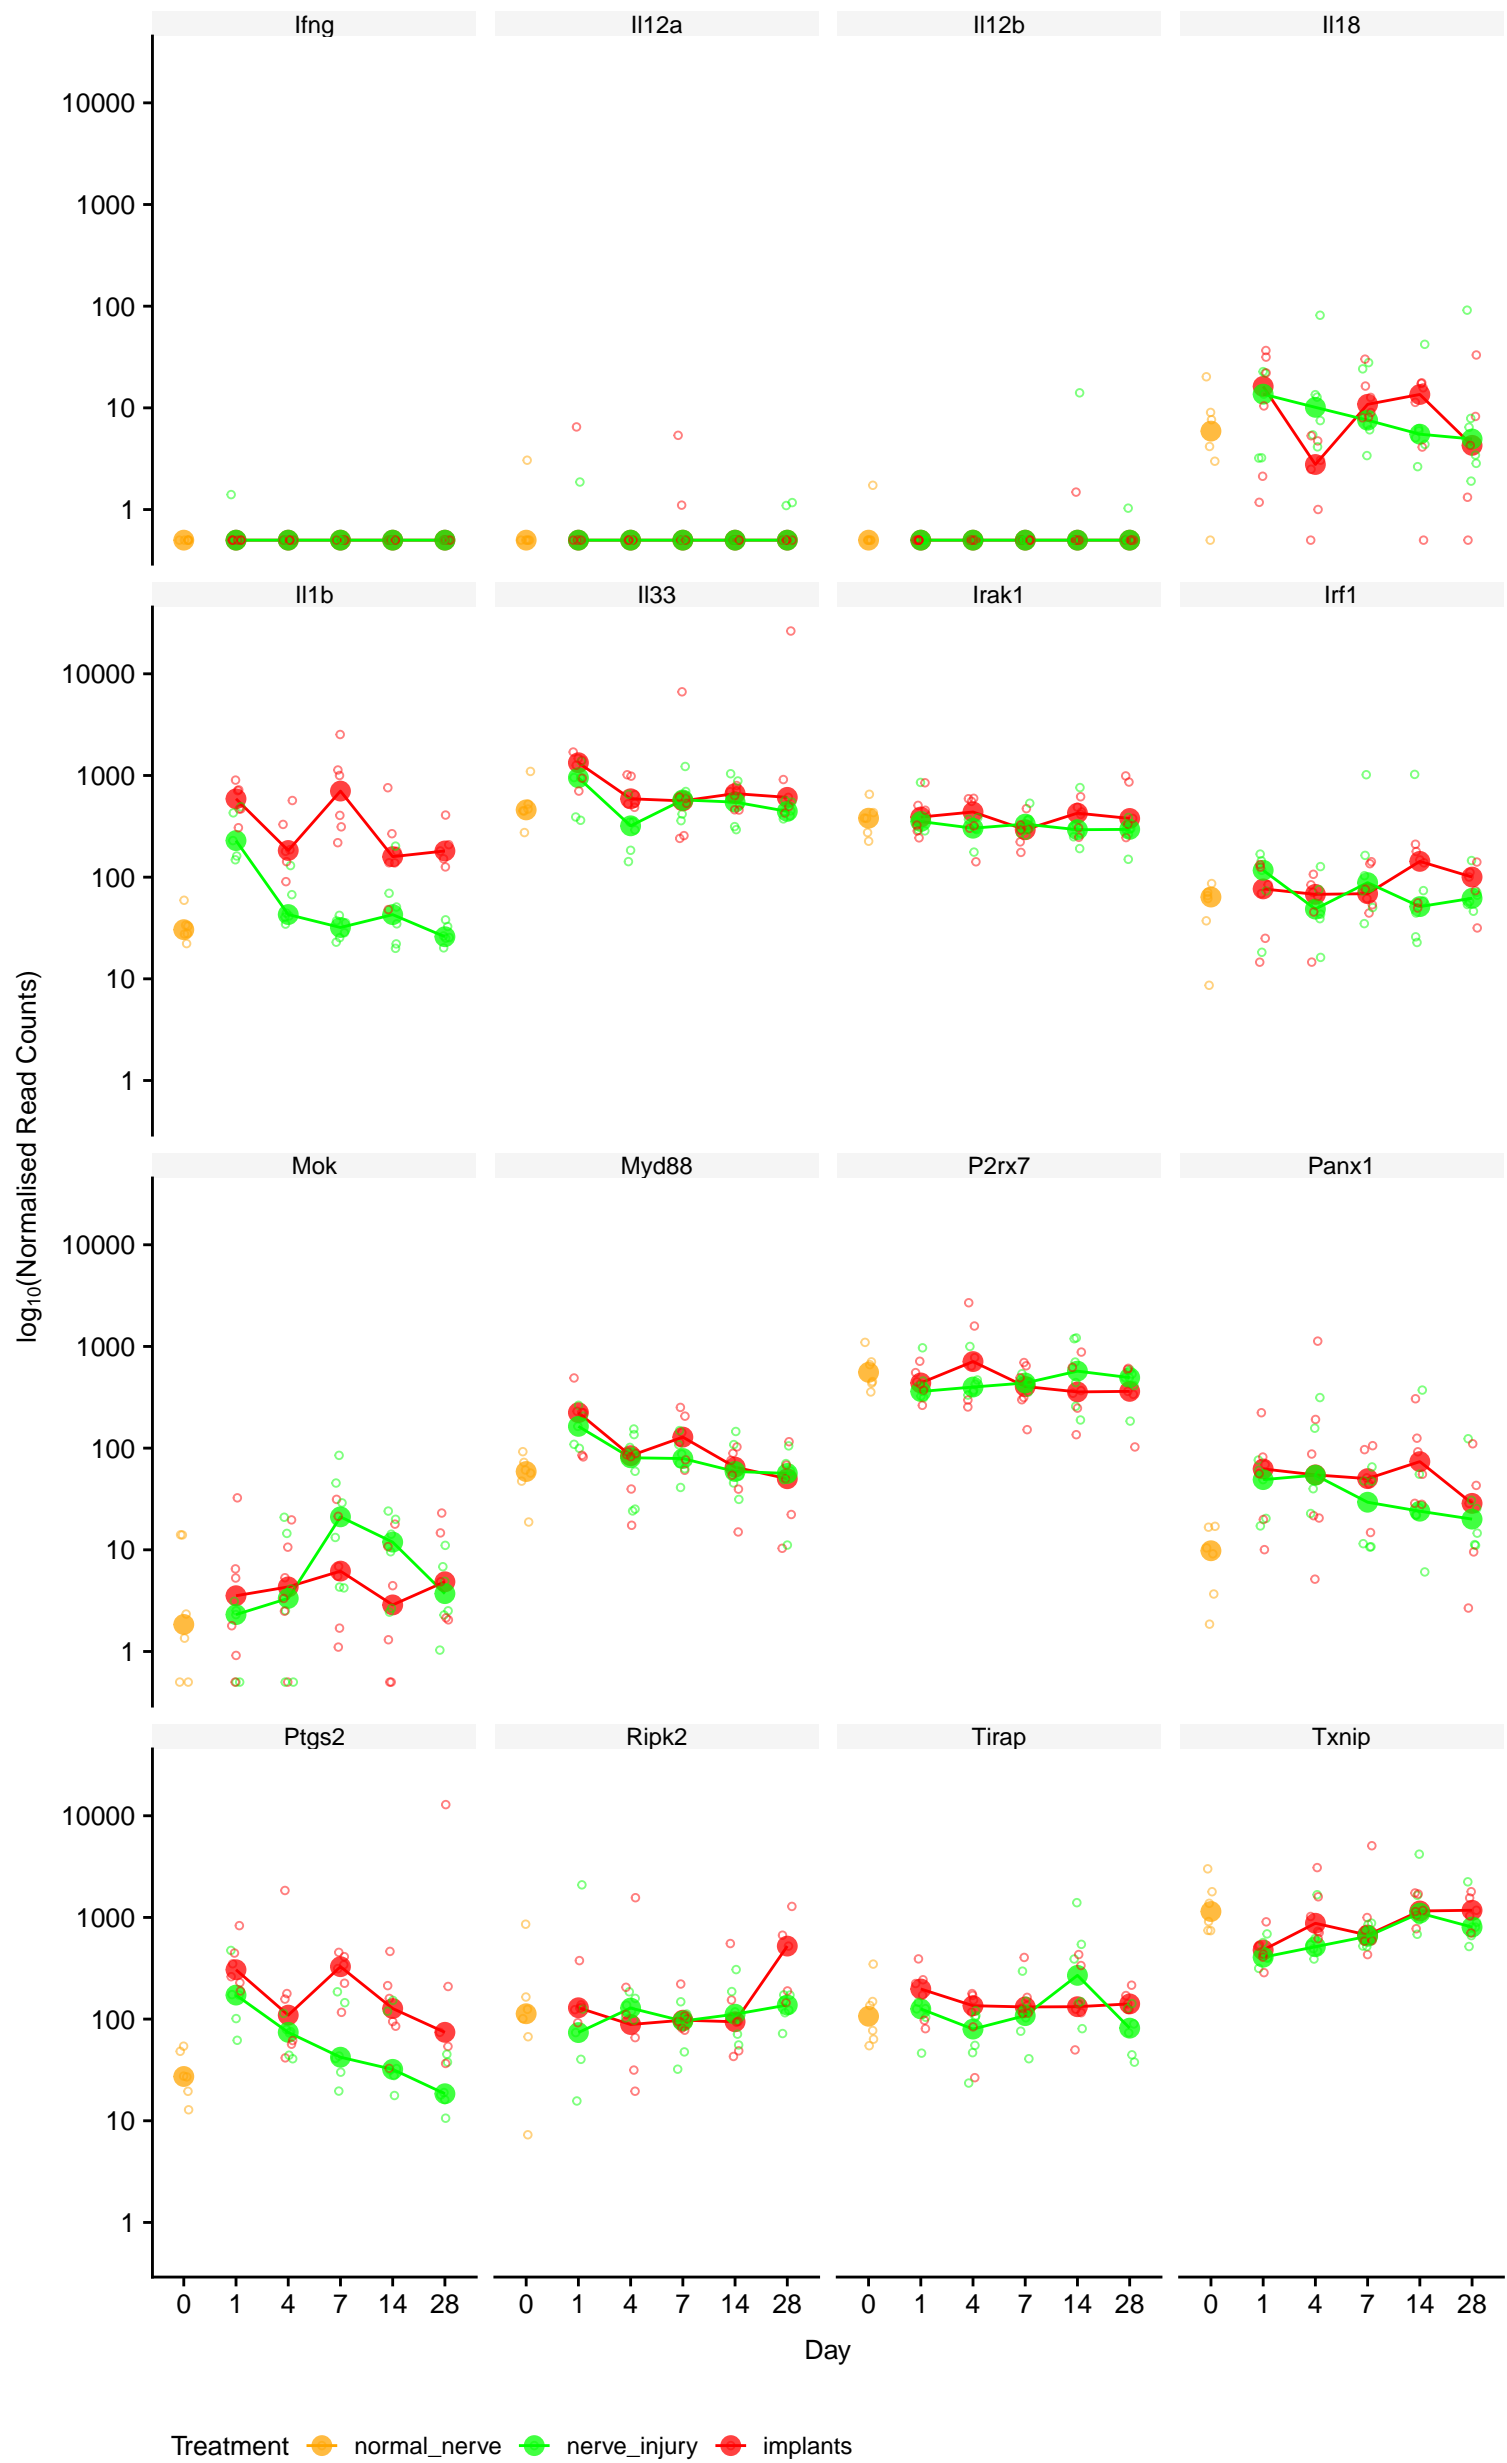 Ifng Il12a Il12b Il18
10000
1000
100
10
1
Il1b Il33 Irak1 Irf1
10000
1000
100
10
1
log10(Normalised Read Counts)
Mok Myd88 P2rx7 Panx1
10000
1000
100
10
1
Ptgs2 Ripk2 Tirap Txnip
10000
1000
100
10
1
0 1 4 7 14 28 0 1 4 7 14 28 0 1 4 7 14 28 0 1 4 7 14 28
Day
Treatment normal_nerve nerve_injury implants